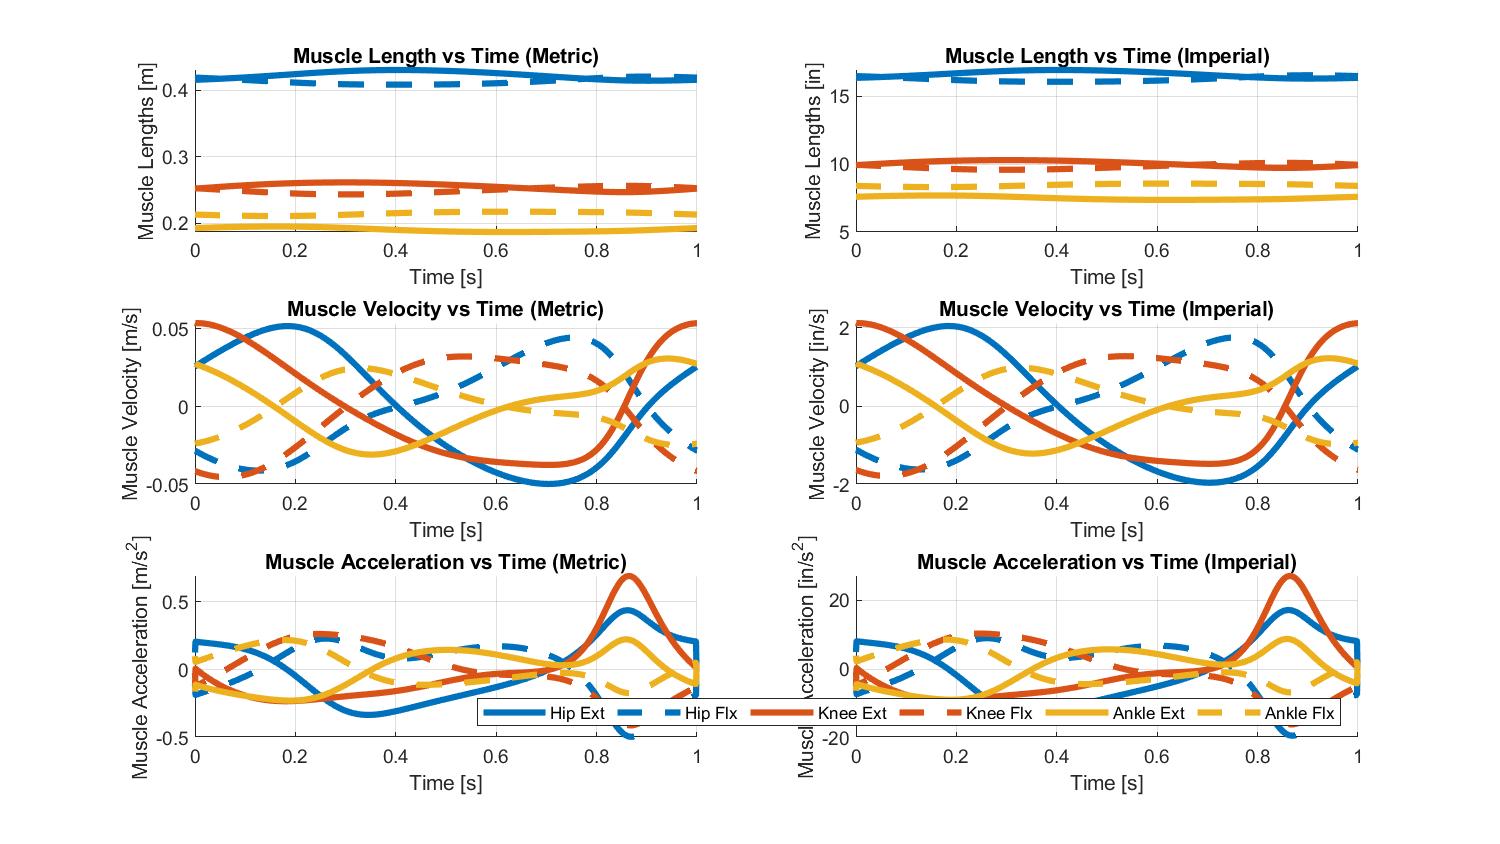 Muscle Length vs Time (Metric)
Muscle Lengths [m]
0.4
0.3
0.2
0
0.2
0.4
0.6
0.8
1
Time [s]
Muscle Length vs Time (Imperial)
Muscle Lengths [in]
15
10
5
0
0.2
0.4
0.6
0.8
1
Time [s]
Muscle Velocity vs Time (Metric)
Muscle Velocity [m/s]
0.05
0
-0.05
0
0.2
0.4
0.6
0.8
1
Time [s]
Muscle Velocity vs Time (Imperial)
Muscle Velocity [in/s]
2
0
-2
0
0.2
0.4
0.6
0.8
1
Time [s]
Muscle Acceleration vs Time (Metric)
Muscle Acceleration [m/s²]
0.5
0
-0.5
0
0.2
0.4
0.6
0.8
1
Time [s]
Muscle Acceleration vs Time (Imperial)
Muscle Acceleration [in/s²]
20
0
-20
0
0.2
0.4
0.6
0.8
1
Time [s]
Hip Ext Hip Flx Knee Ext Knee Flx Ankle Ext Ankle Flx